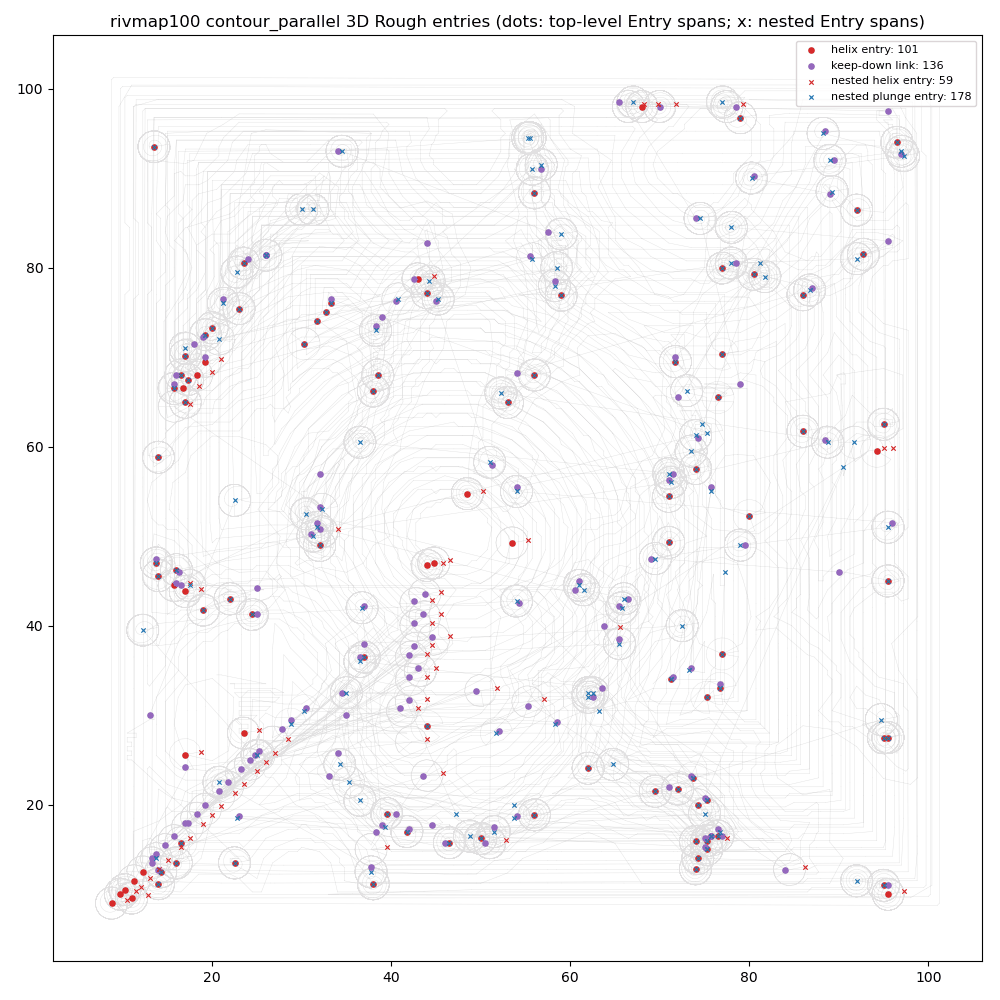 rivmap100 contour_parallel 3D Rough entries (dots: top-level Entry spans; x: nested Entry spans)
helix entry: 101
keep-down link: 136
nested helix entry: 59
nested plunge entry: 178
100
80
60
40
20
20 40 60 80 100